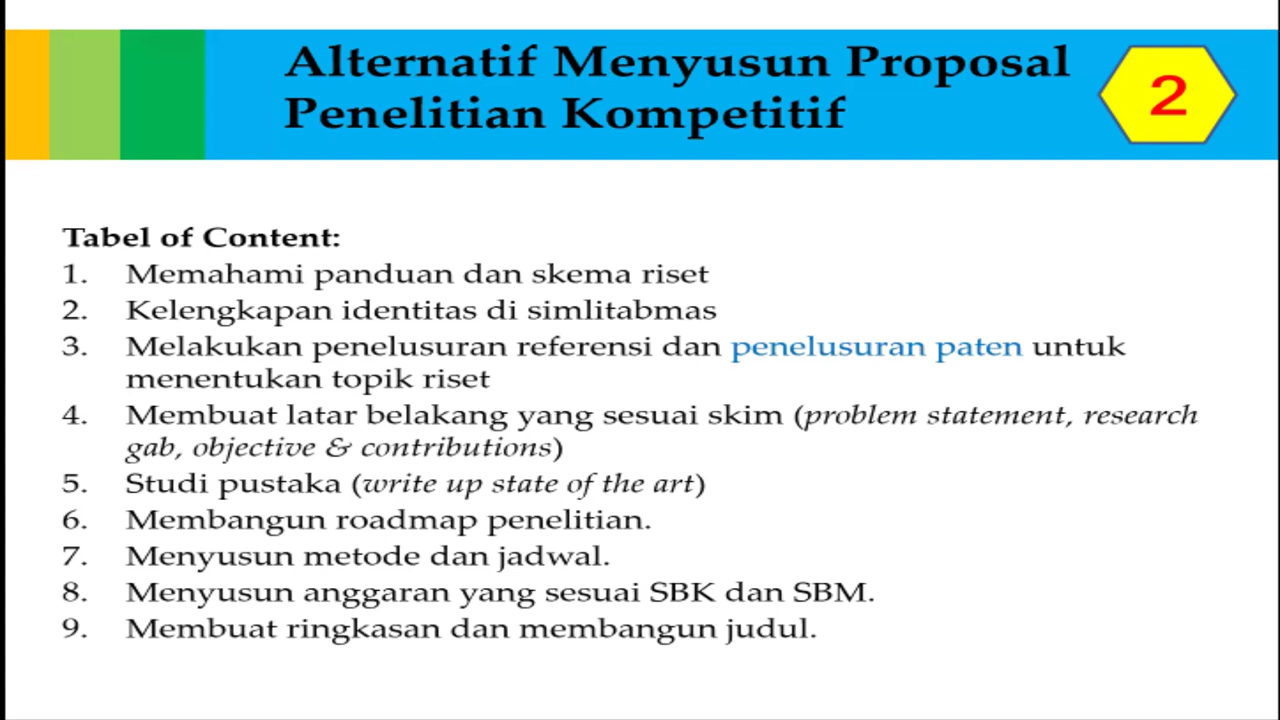 Alternatif Menyusun Proposal
Penelitian Kompetitif
2
Tabel of Content:
1. Memahami panduan dan skema riset
2. Kelengkapan identitas di simlitabmas
3. Melakukan penelusuran referensi dan penelusuran paten untuk
menentukan topik riset
4. Membuat latar belakang yang sesuai skim (problem statement, research
gab, objective & contributions)
5. Studi pustaka (write up state of the art)
6. Membangun roadmap penelitian.
7. Menyusun metode dan jadwal.
8. Menyusun anggaran yang sesuai SBK dan SBM.
9. Membuat ringkasan dan membangun judul.